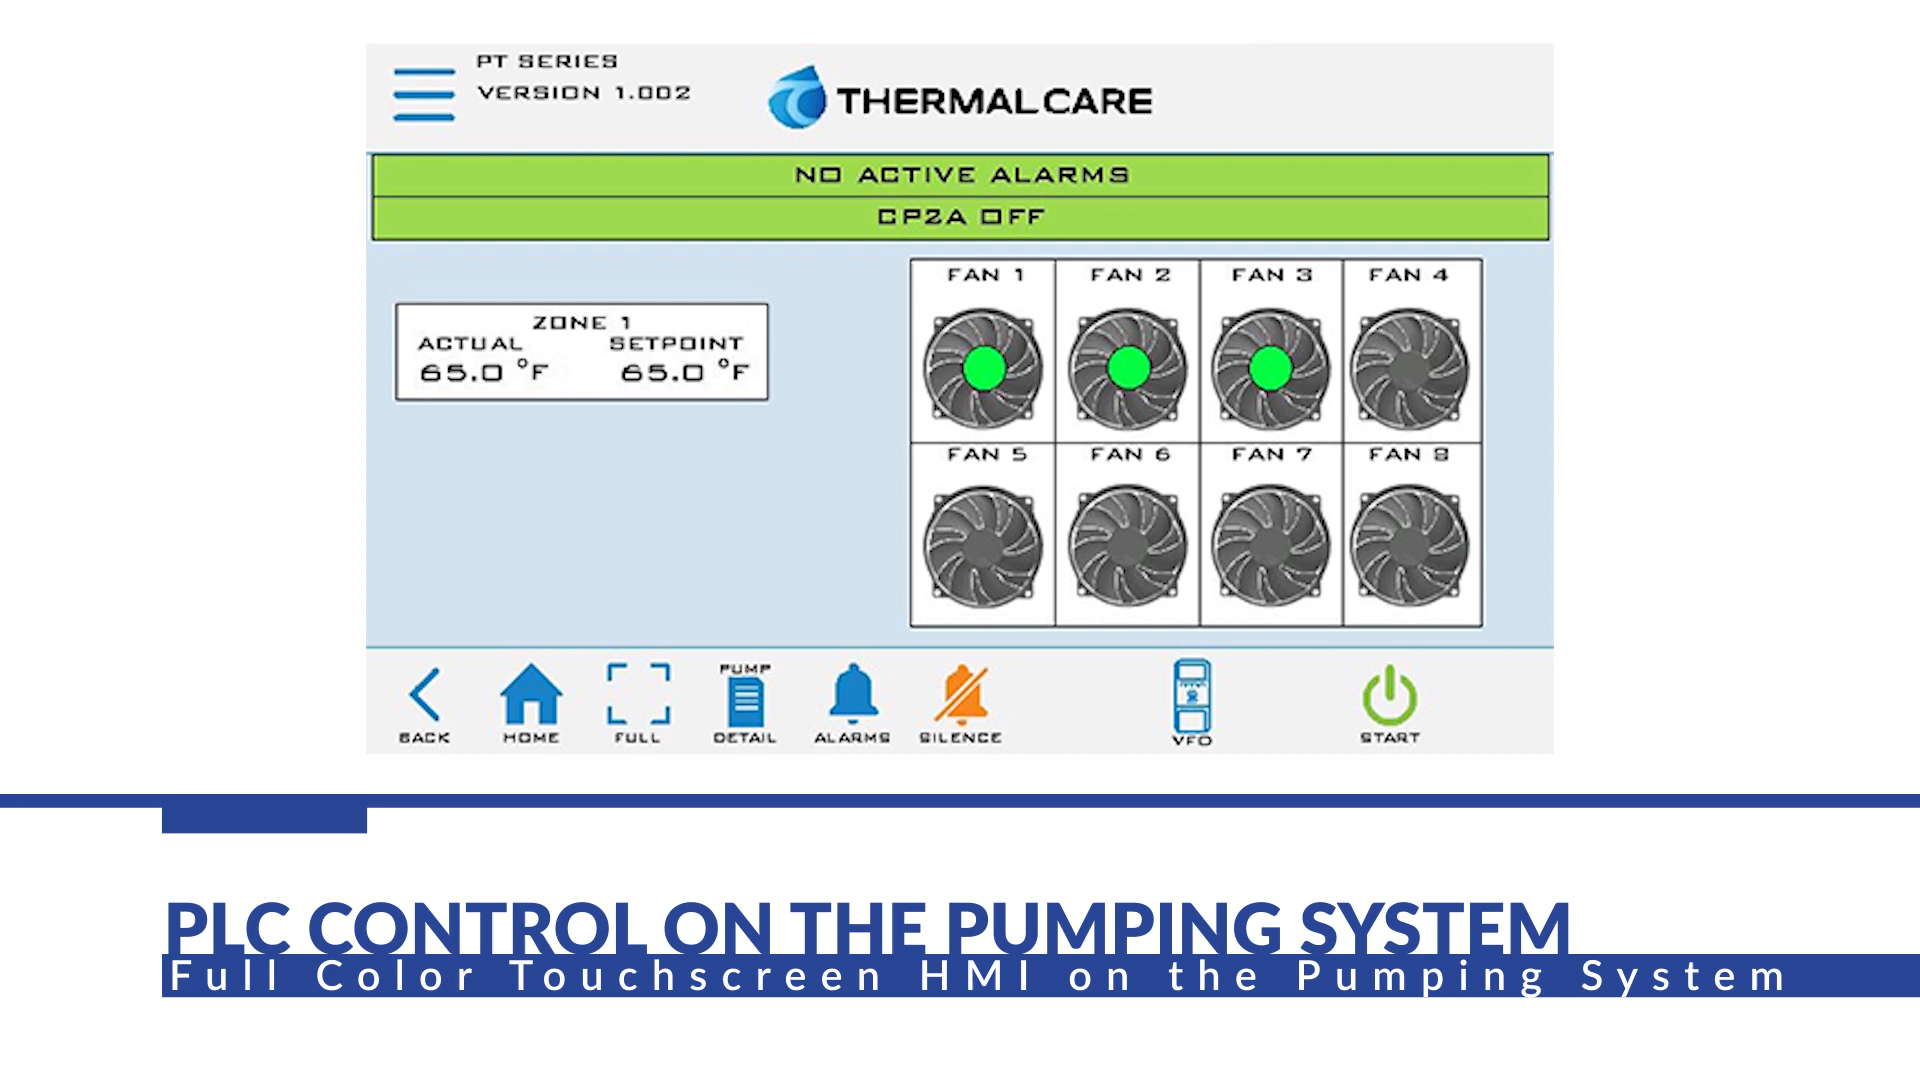 PT SERIES
VERSION 1.002
THERMALCARE
NO ACTIVE ALARMS
CP2A OFF
ZONE 1
ACTUAL SETPOINT
65.0 °F 65.0 °F
FAN 1 FAN 2 FAN 3 FAN 4
FAN 5 FAN 6 FAN 7 FAN 8
PUMP
BACK HOME FULL DETAIL ALARMS SILENCE VFD START
PLC CONTROL ON THE PUMPING SYSTEM
Full Color Touchscreen HMI on the Pumping System